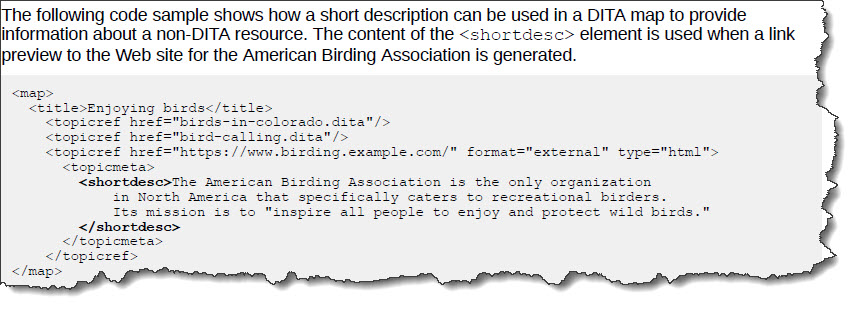 The following code sample shows how a short description can be used in a DITA map to provide
information about a non-DITA resource. The content of the <shortdesc> element is used when a link
preview to the Web site for the American Birding Association is generated.
<map>
  <title>Enjoying birds</title>
    <topicref href="birds-in-colorado.dita"/>
    <topicref href="bird-calling.dita"/>
    <topicref href="https://www.birding.example.com/" format="external" type="html">
      <topicmeta>
        <shortdesc>The American Birding Association is the only organization
            in North America that specifically caters to recreational birders.
            Its mission is to "inspire all people to enjoy and protect wild birds."
        </shortdesc>
      </topicmeta>
    </topicref>
</map>